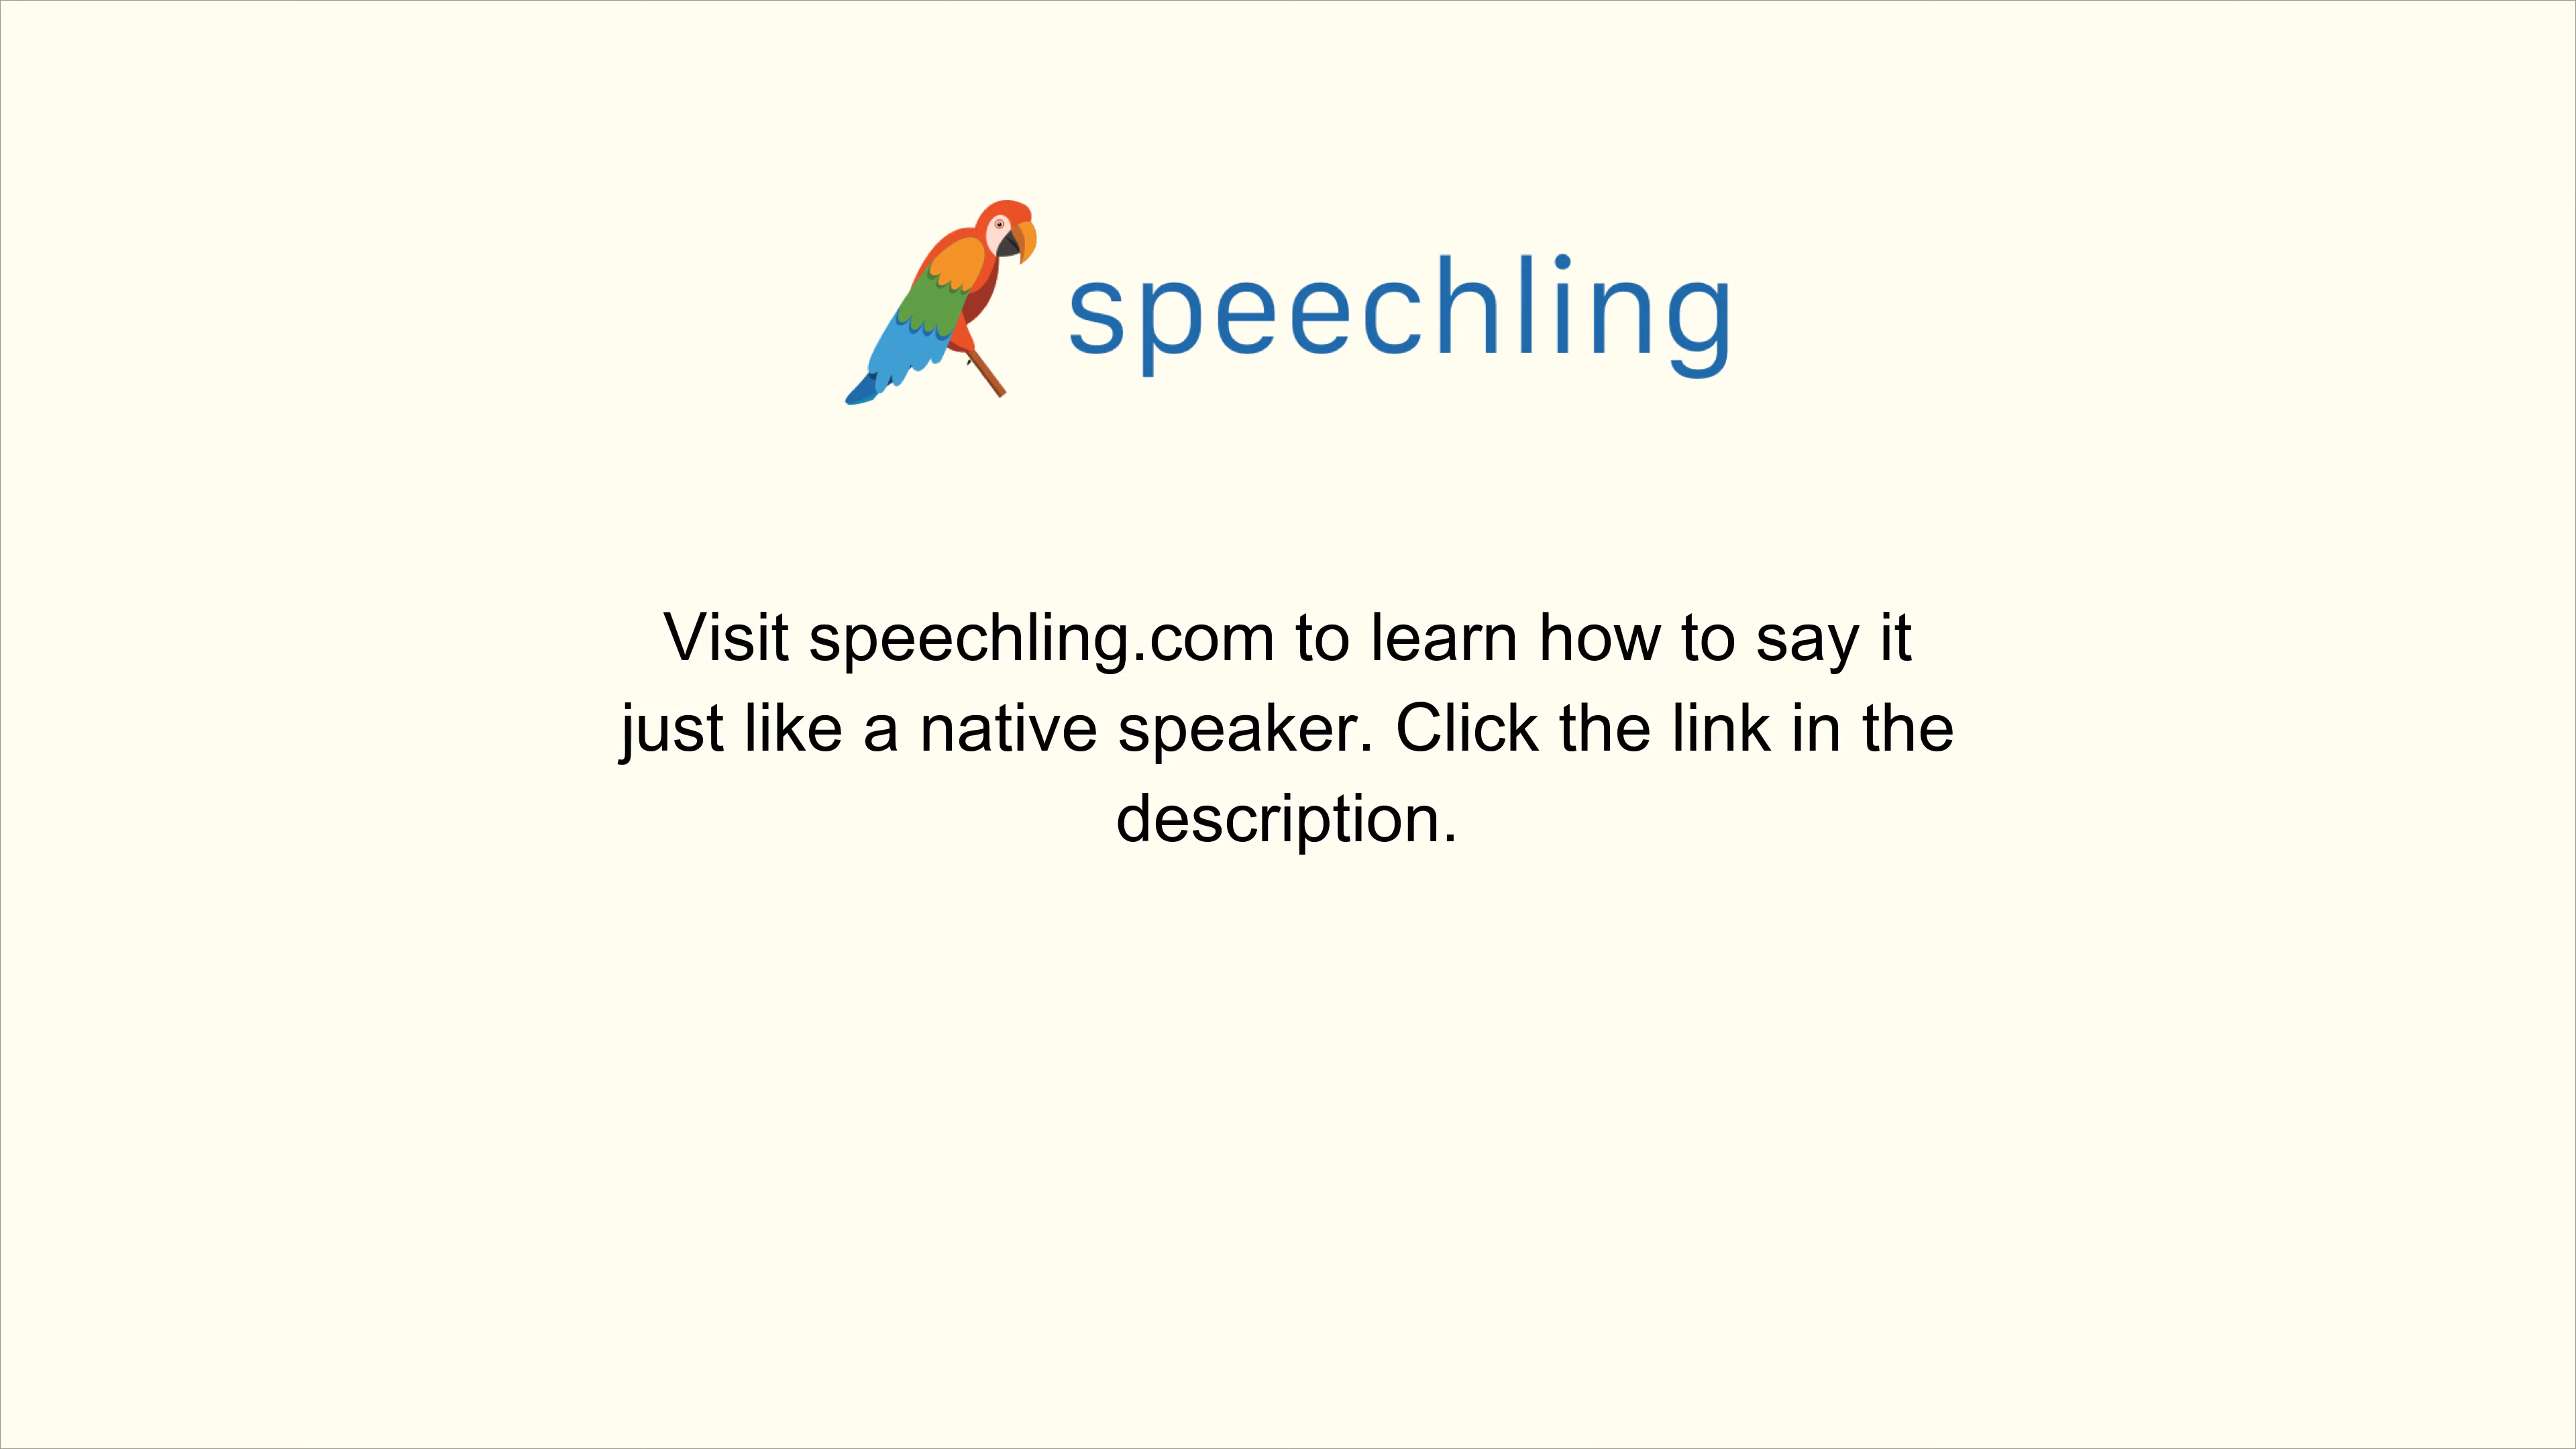 speechling
Visit speechling.com to learn how to say it
just like a native speaker. Click the link in the
description.